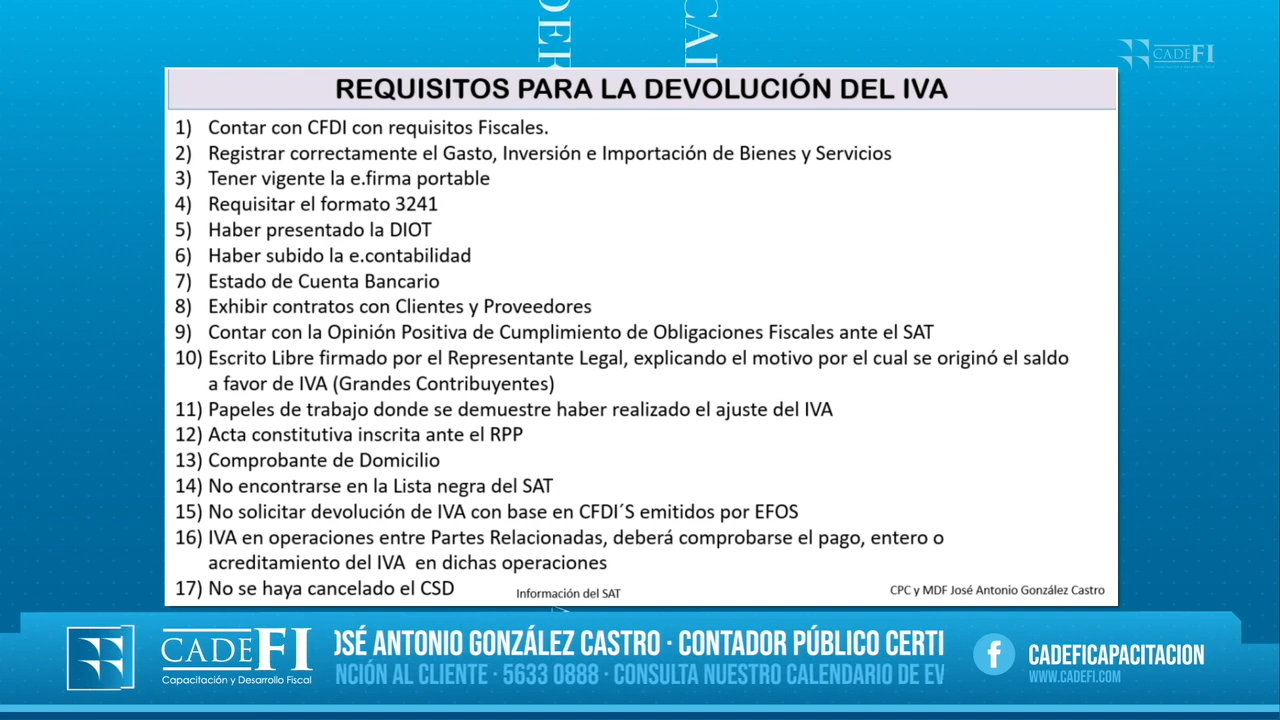 DER
CAI
CADEFI
REQUISITOS PARA LA DEVOLUCIÓN DEL IVA
1) Contar con CFDI con requisitos Fiscales.
2) Registrar correctamente el Gasto, Inversión e Importación de Bienes y Servicios
3) Tener vigente la e.firma portable
4) Requisitar el formato 3241
5) Haber presentado la DIOT
6) Haber subido la e.contabilidad
7) Estado de Cuenta Bancario
8) Exhibir contratos con Clientes y Proveedores
9) Contar con la Opinión Positiva de Cumplimiento de Obligaciones Fiscales ante el SAT
10) Escrito Libre firmado por el Representante Legal, explicando el motivo por el cual se originó el saldo
a favor de IVA (Grandes Contribuyentes)
11) Papeles de trabajo donde se demuestre haber realizado el ajuste del IVA
12) Acta constitutiva inscrita ante el RPP
13) Comprobante de Domicilio
14) No encontrarse en la Lista negra del SAT
15) No solicitar devolución de IVA con base en CFDI´S emitidos por EFOS
16) IVA en operaciones entre Partes Relacionadas, deberá comprobarse el pago, entero o
acreditamiento del IVA en dichas operaciones
17) No se haya cancelado el CSD
Información del SAT
CPC y MDF José Antonio González Castro
CADEFI
Capacitación y Desarrollo Fiscal
OSÉ ANTONIO GONZÁLEZ CASTRO · CONTADOR PÚBLICO CERTI
NCIÓN AL CLIENTE · 5633 0888 · CONSULTA NUESTRO CALENDARIO DE EV
f
CADEFICAPACITACION
WWW.CADEFI.COM